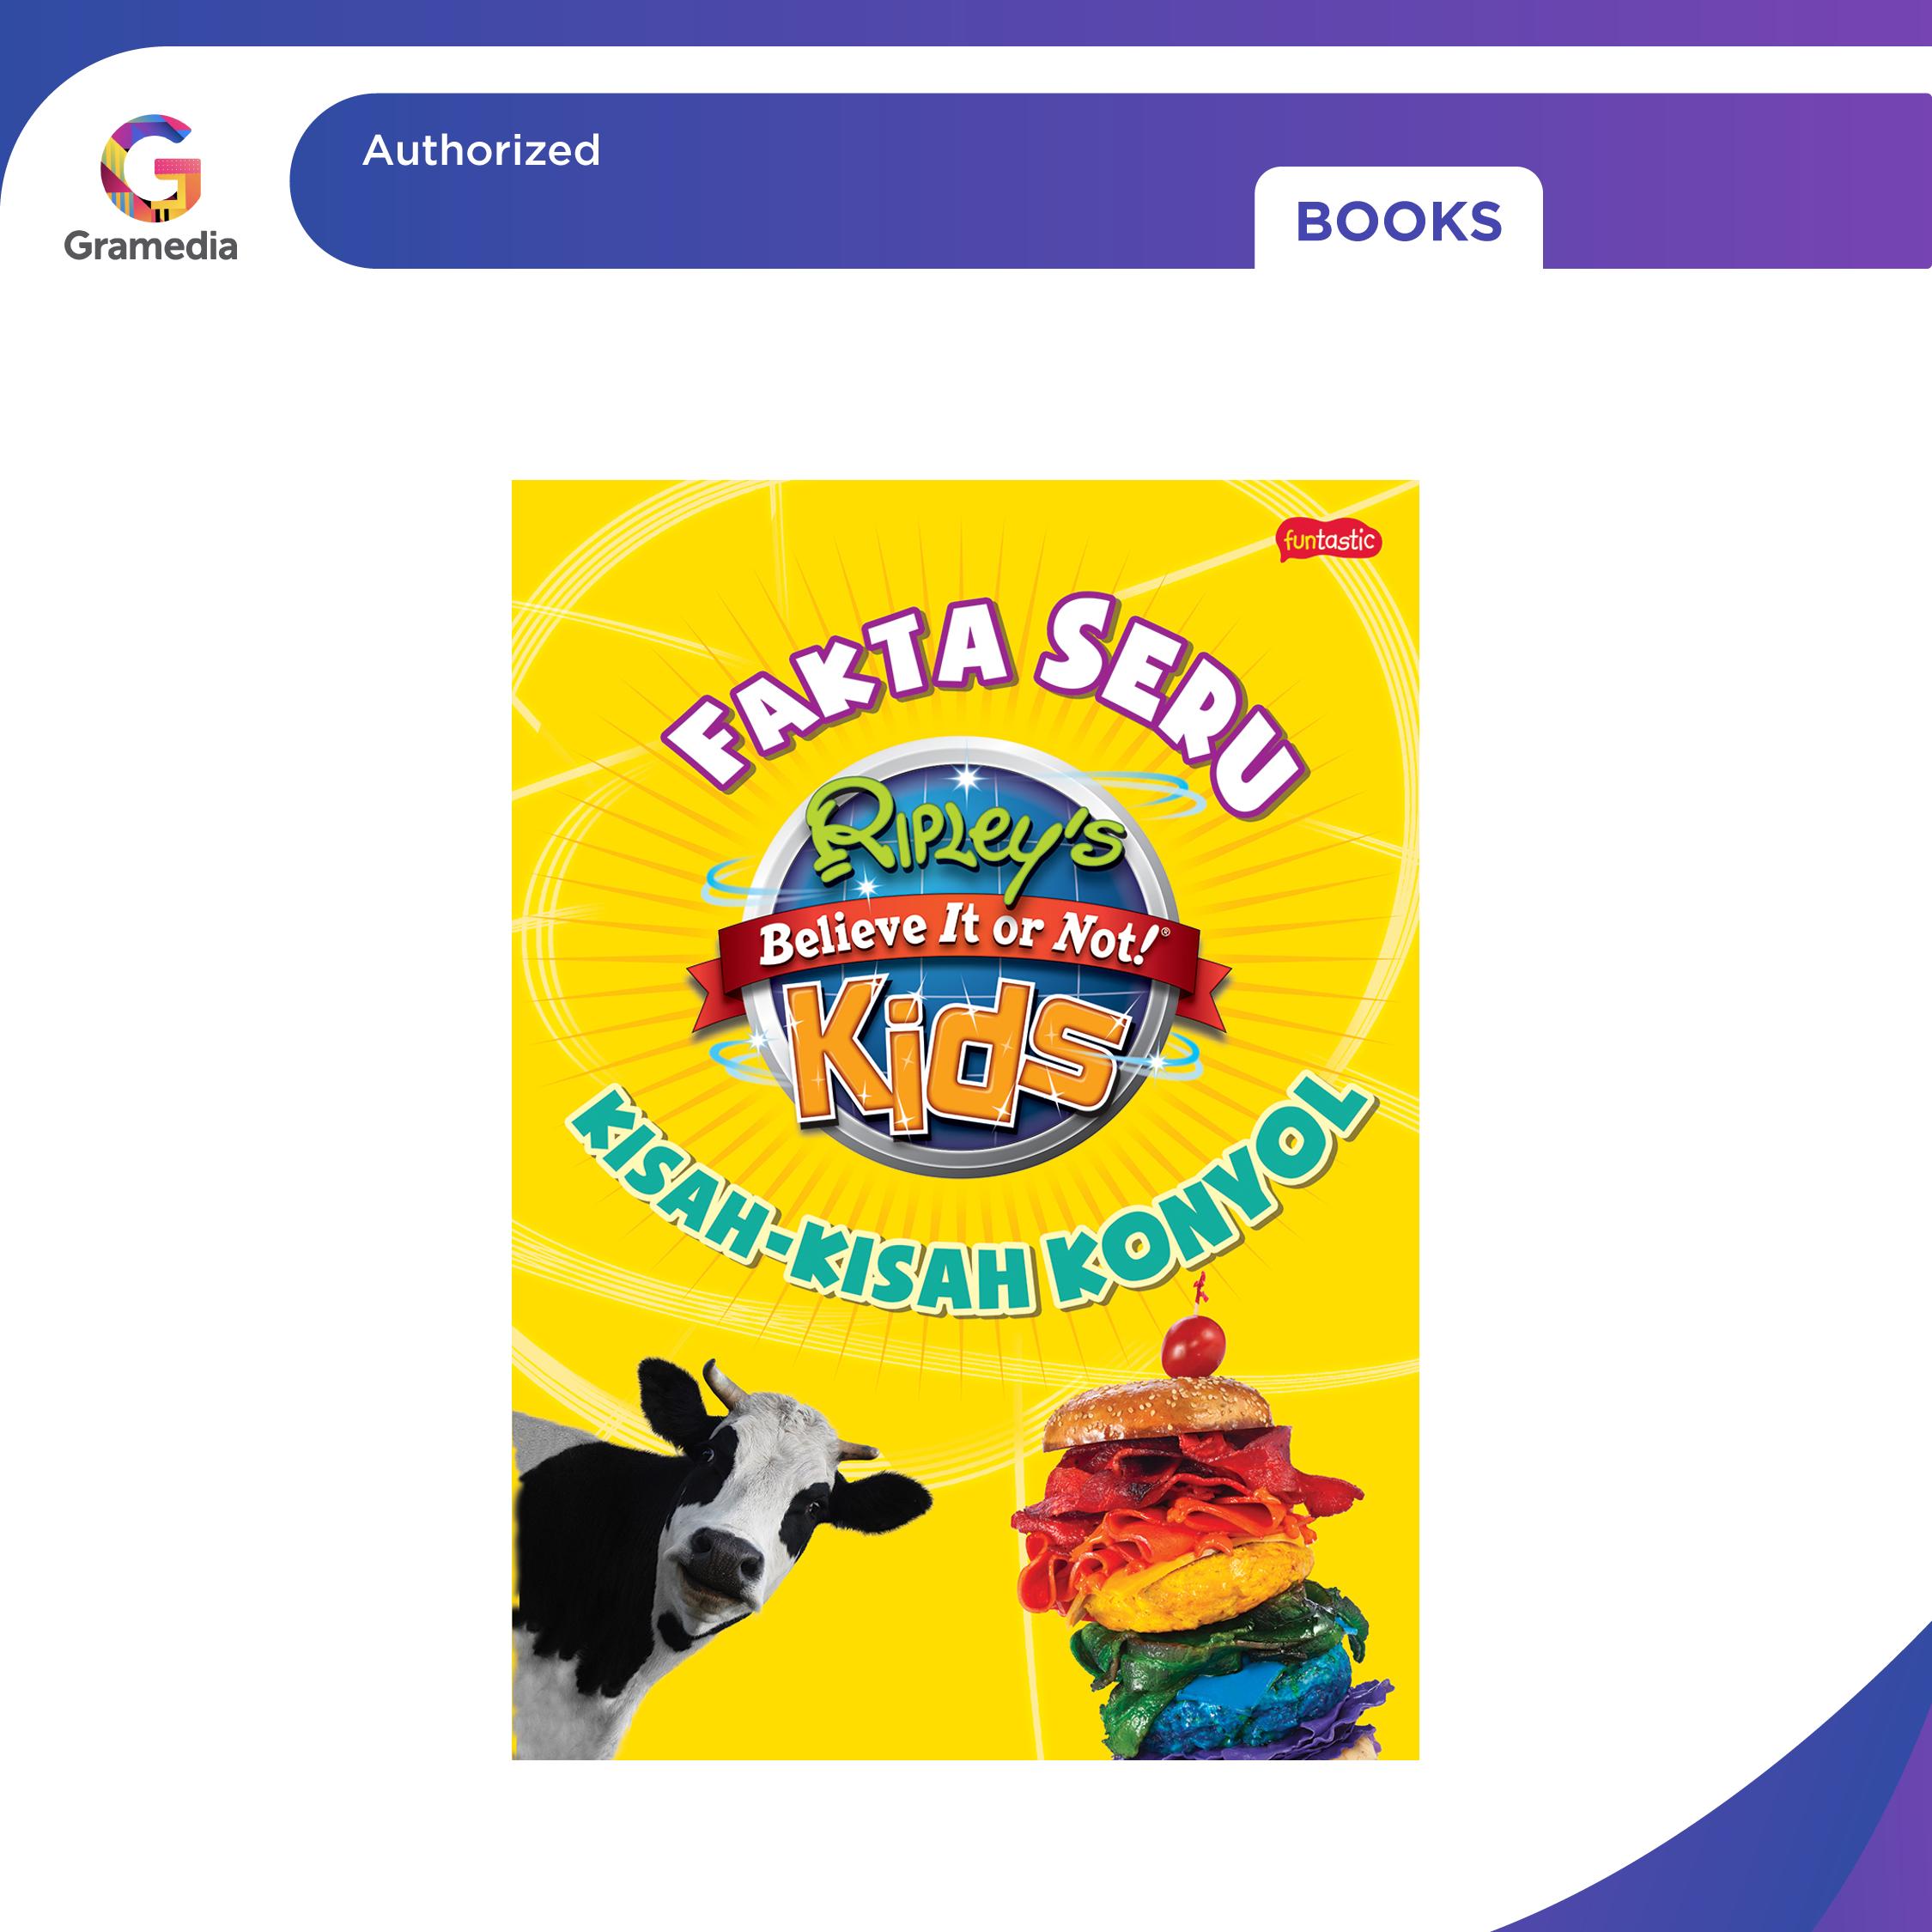 Gramedia
Authorized
BOOKS
funtastic
FAKTA SERU
Ripley's
Believe It or Not!®
Kids
KISAH-KISAH KONYOL